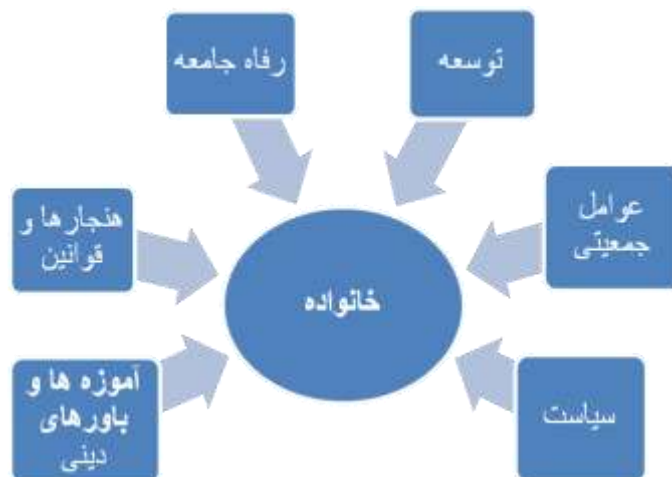 توسعه
رفاه جامعه
عوامل
جمعیتی
هنجارها و
قوانین
خانواده
سیاست
آموزه ها و
باورهای
دینی